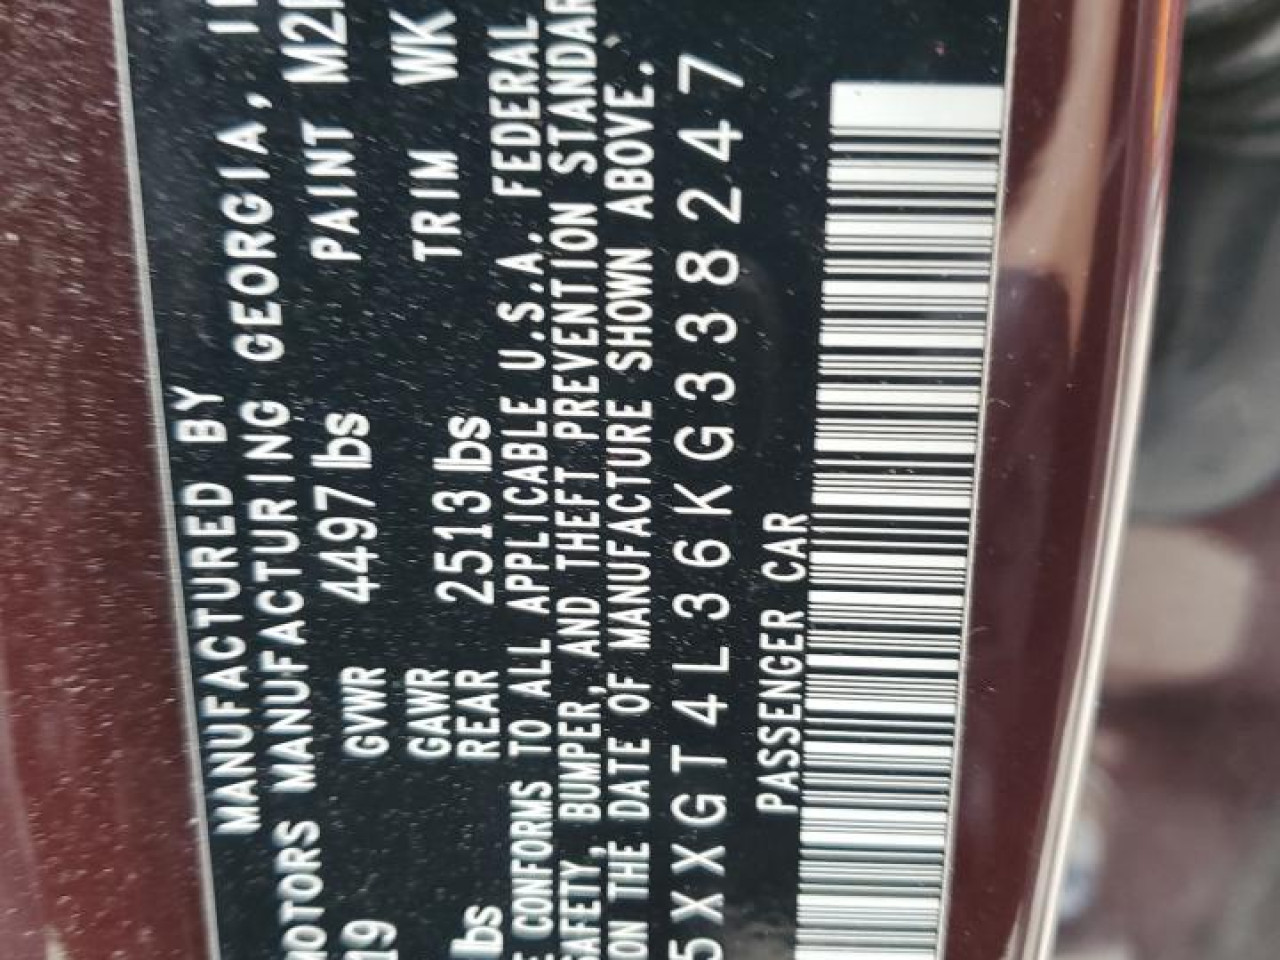 MANUFACTURED BY
MOTORS MANUFACTURING GEORGIA,
19 GVWR 4497 lbs PAINT
lbs GAWR REAR 2513 lbs TRIM WK
CONFORMS TO ALL APPLICABLE U.S.A. FEDERAL
SAFETY, BUMPER, AND THEFT PREVENTION STANDAR
ON THE DATE OF MANUFACTURE SHOWN ABOVE.
5XXGT4L36KG338247
PASSENGER CAR